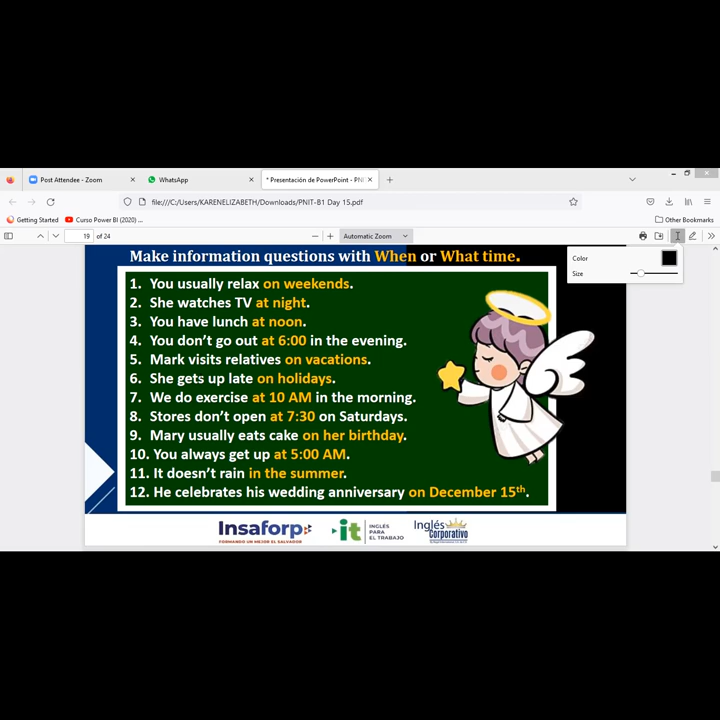 Post Attendee - Zoom
WhatsApp
* Presentación de PowerPoint - PNI
file:///C:/Users/KARENELIZABETH/Downloads/PNIT-B1 Day 15.pdf
Getting Started
Curso Power BI (2020) ...
Other Bookmarks
19 of 24
Automatic Zoom
Color
Size
Make information questions with When or What time.
1. You usually relax on weekends.
2. She watches TV at night.
3. You have lunch at noon.
4. You don't go out at 6:00 in the evening.
5. Mark visits relatives on vacations.
6. She gets up late on holidays.
7. We do exercise at 10 AM in the morning.
8. Stores don't open at 7:30 on Saturdays.
9. Mary usually eats cake on her birthday.
10. You always get up at 5:00 AM.
11. It doesn't rain in the summer.
12. He celebrates his wedding anniversary on December 15th.
Insaforp
FORMANDO UN MEJOR EL SALVADOR
it
INGLÉS
PARA
EL TRABAJO
Inglés
Corporativo